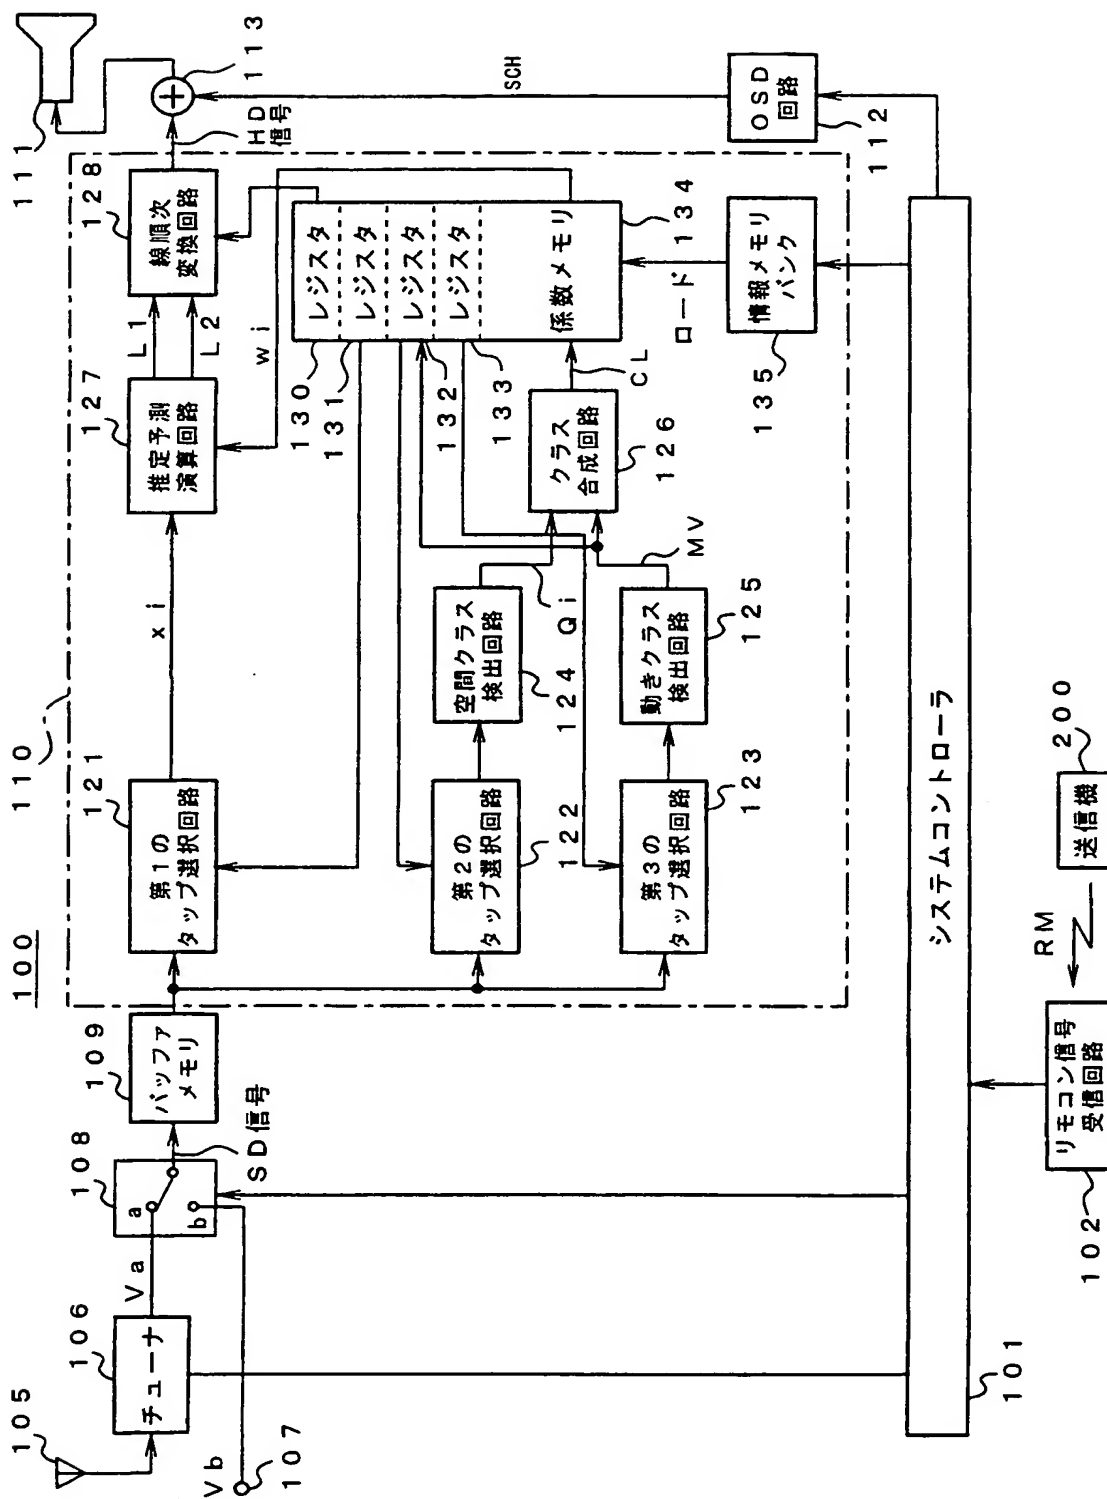 100
105
106
チューナ
Va
Vb
107
108
a
b
SD信号
109
バッファ
メモリ
110
121
第1の
タップ選択回路
xi
127
推定予測
演算回路
L1
L2
128
線順次
変換回路
HD
信号
113
111
wi
122
第2の
タップ選択回路
124
空間クラス
検出回路
Qi
123
第3の
タップ選択回路
125
動きクラス
検出回路
MV
126
クラス
合成回路
CL
130
レジスタ
131
レジスタ
132
レジスタ
133
レジスタ
係数メモリ
134
ロード
135
情報メモリ
バンク
SCH
OSD
回路
112
システムコントローラ
101
102
リモコン信号
受信回路
RM
送信機
200